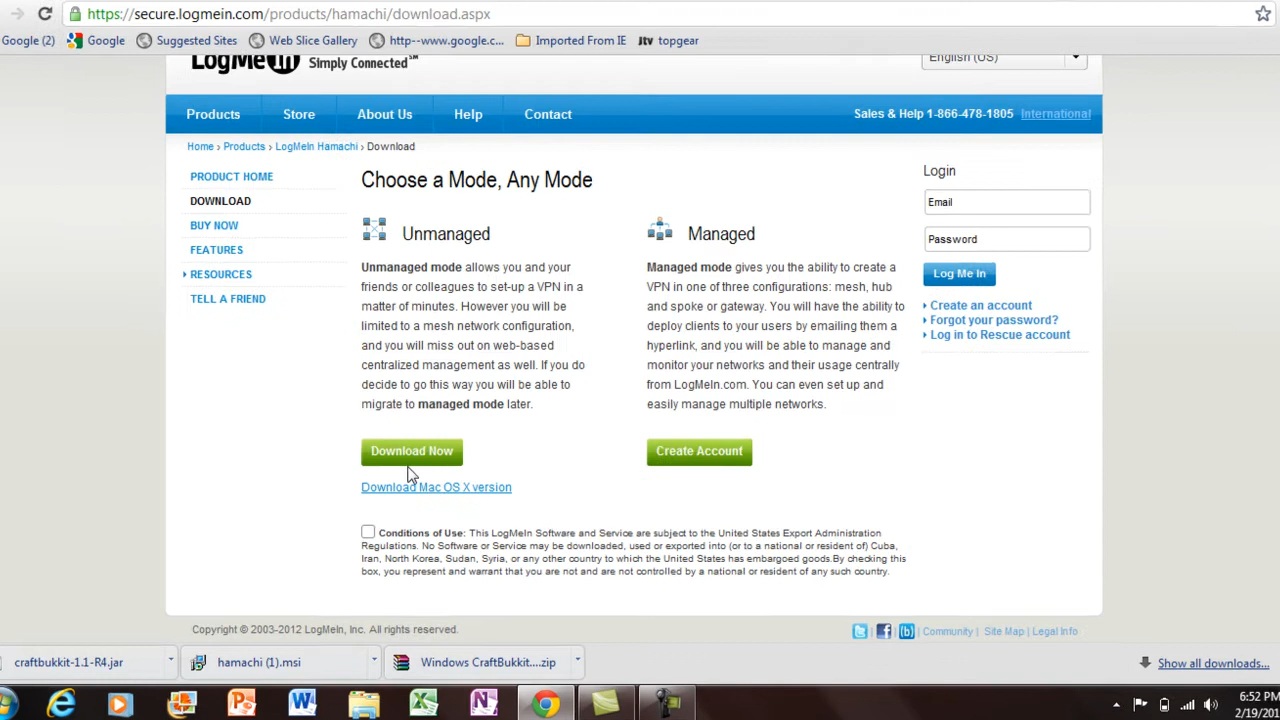 https://secure.logmein.com/products/hamachi/download.aspx
Google (2) Google Suggested Sites Web Slice Gallery http--www.google.c... Imported From IE jtv topgear
LogMeIn Simply Connected℠ English (US)
Products Store About Us Help Contact Sales & Help 1-866-478-1805 International
Home › Products › LogMeIn Hamachi › Download
PRODUCT HOME
DOWNLOAD
BUY NOW
FEATURES
RESOURCES
TELL A FRIEND
Choose a Mode, Any Mode
Unmanaged
Unmanaged mode allows you and your
friends or colleagues to set-up a VPN in a
matter of minutes. However you will be
limited to a mesh network configuration,
and you will miss out on web-based
centralized management as well. If you do
decide to go this way you will be able to
migrate to managed mode later.
Download Now
Download Mac OS X version
Managed
Managed mode gives you the ability to create a
VPN in one of three configurations: mesh, hub
and spoke or gateway. You will have the ability to
deploy clients to your users by emailing them a
hyperlink, and you will be able to manage and
monitor your networks and their usage centrally
from LogMeIn.com. You can even set up and
easily manage multiple networks.
Create Account
Login
Email
Password
Log Me In
Create an account
Forgot your password?
Log in to Rescue account
Conditions of Use: This LogMeIn Software and Service are subject to the United States Export Administration
Regulations. No Software or Service may be downloaded, used or exported into (or to a national or resident of) Cuba,
Iran, North Korea, Sudan, Syria, or any other country to which the United States has embargoed goods.By checking this
box, you represent and warrant that you are not and are not controlled by a national or resident of any such country.
Copyright © 2003-2012 LogMeIn, Inc. All rights reserved. Community | Site Map | Legal Info
craftbukkit-1.1-R4.jar hamachi (1).msi Windows CraftBukkit....zip Show all downloads...
6:52 PM
2/19/201